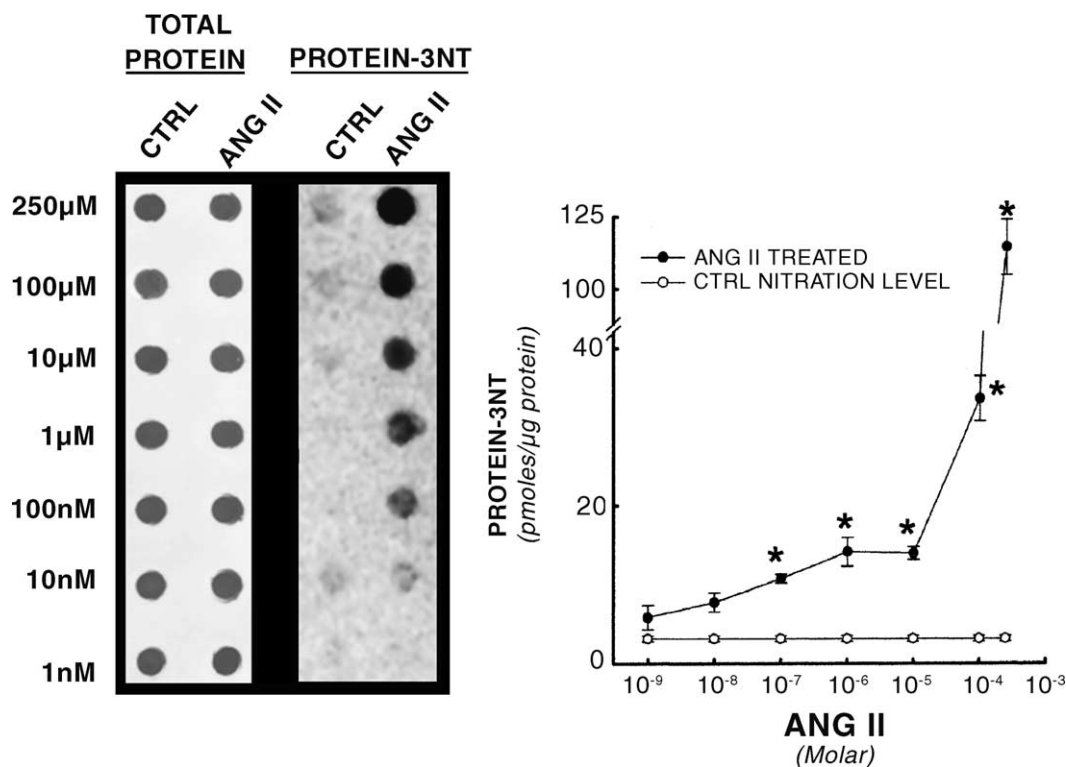 TOTAL
PROTEIN
PROTEIN-3NT
CTRL
ANG II
CTRL
ANG II
250µM
100µM
10µM
1µM
100nM
10nM
1nM
125
100
40
20
0
ANG II TREATED
CTRL NITRATION LEVEL
*
*
*
*
*
PROTEIN-3NT
(pmoles/µg protein)
10⁻⁹ 10⁻⁸ 10⁻⁷ 10⁻⁶ 10⁻⁵ 10⁻⁴ 10⁻³
ANG II
(Molar)